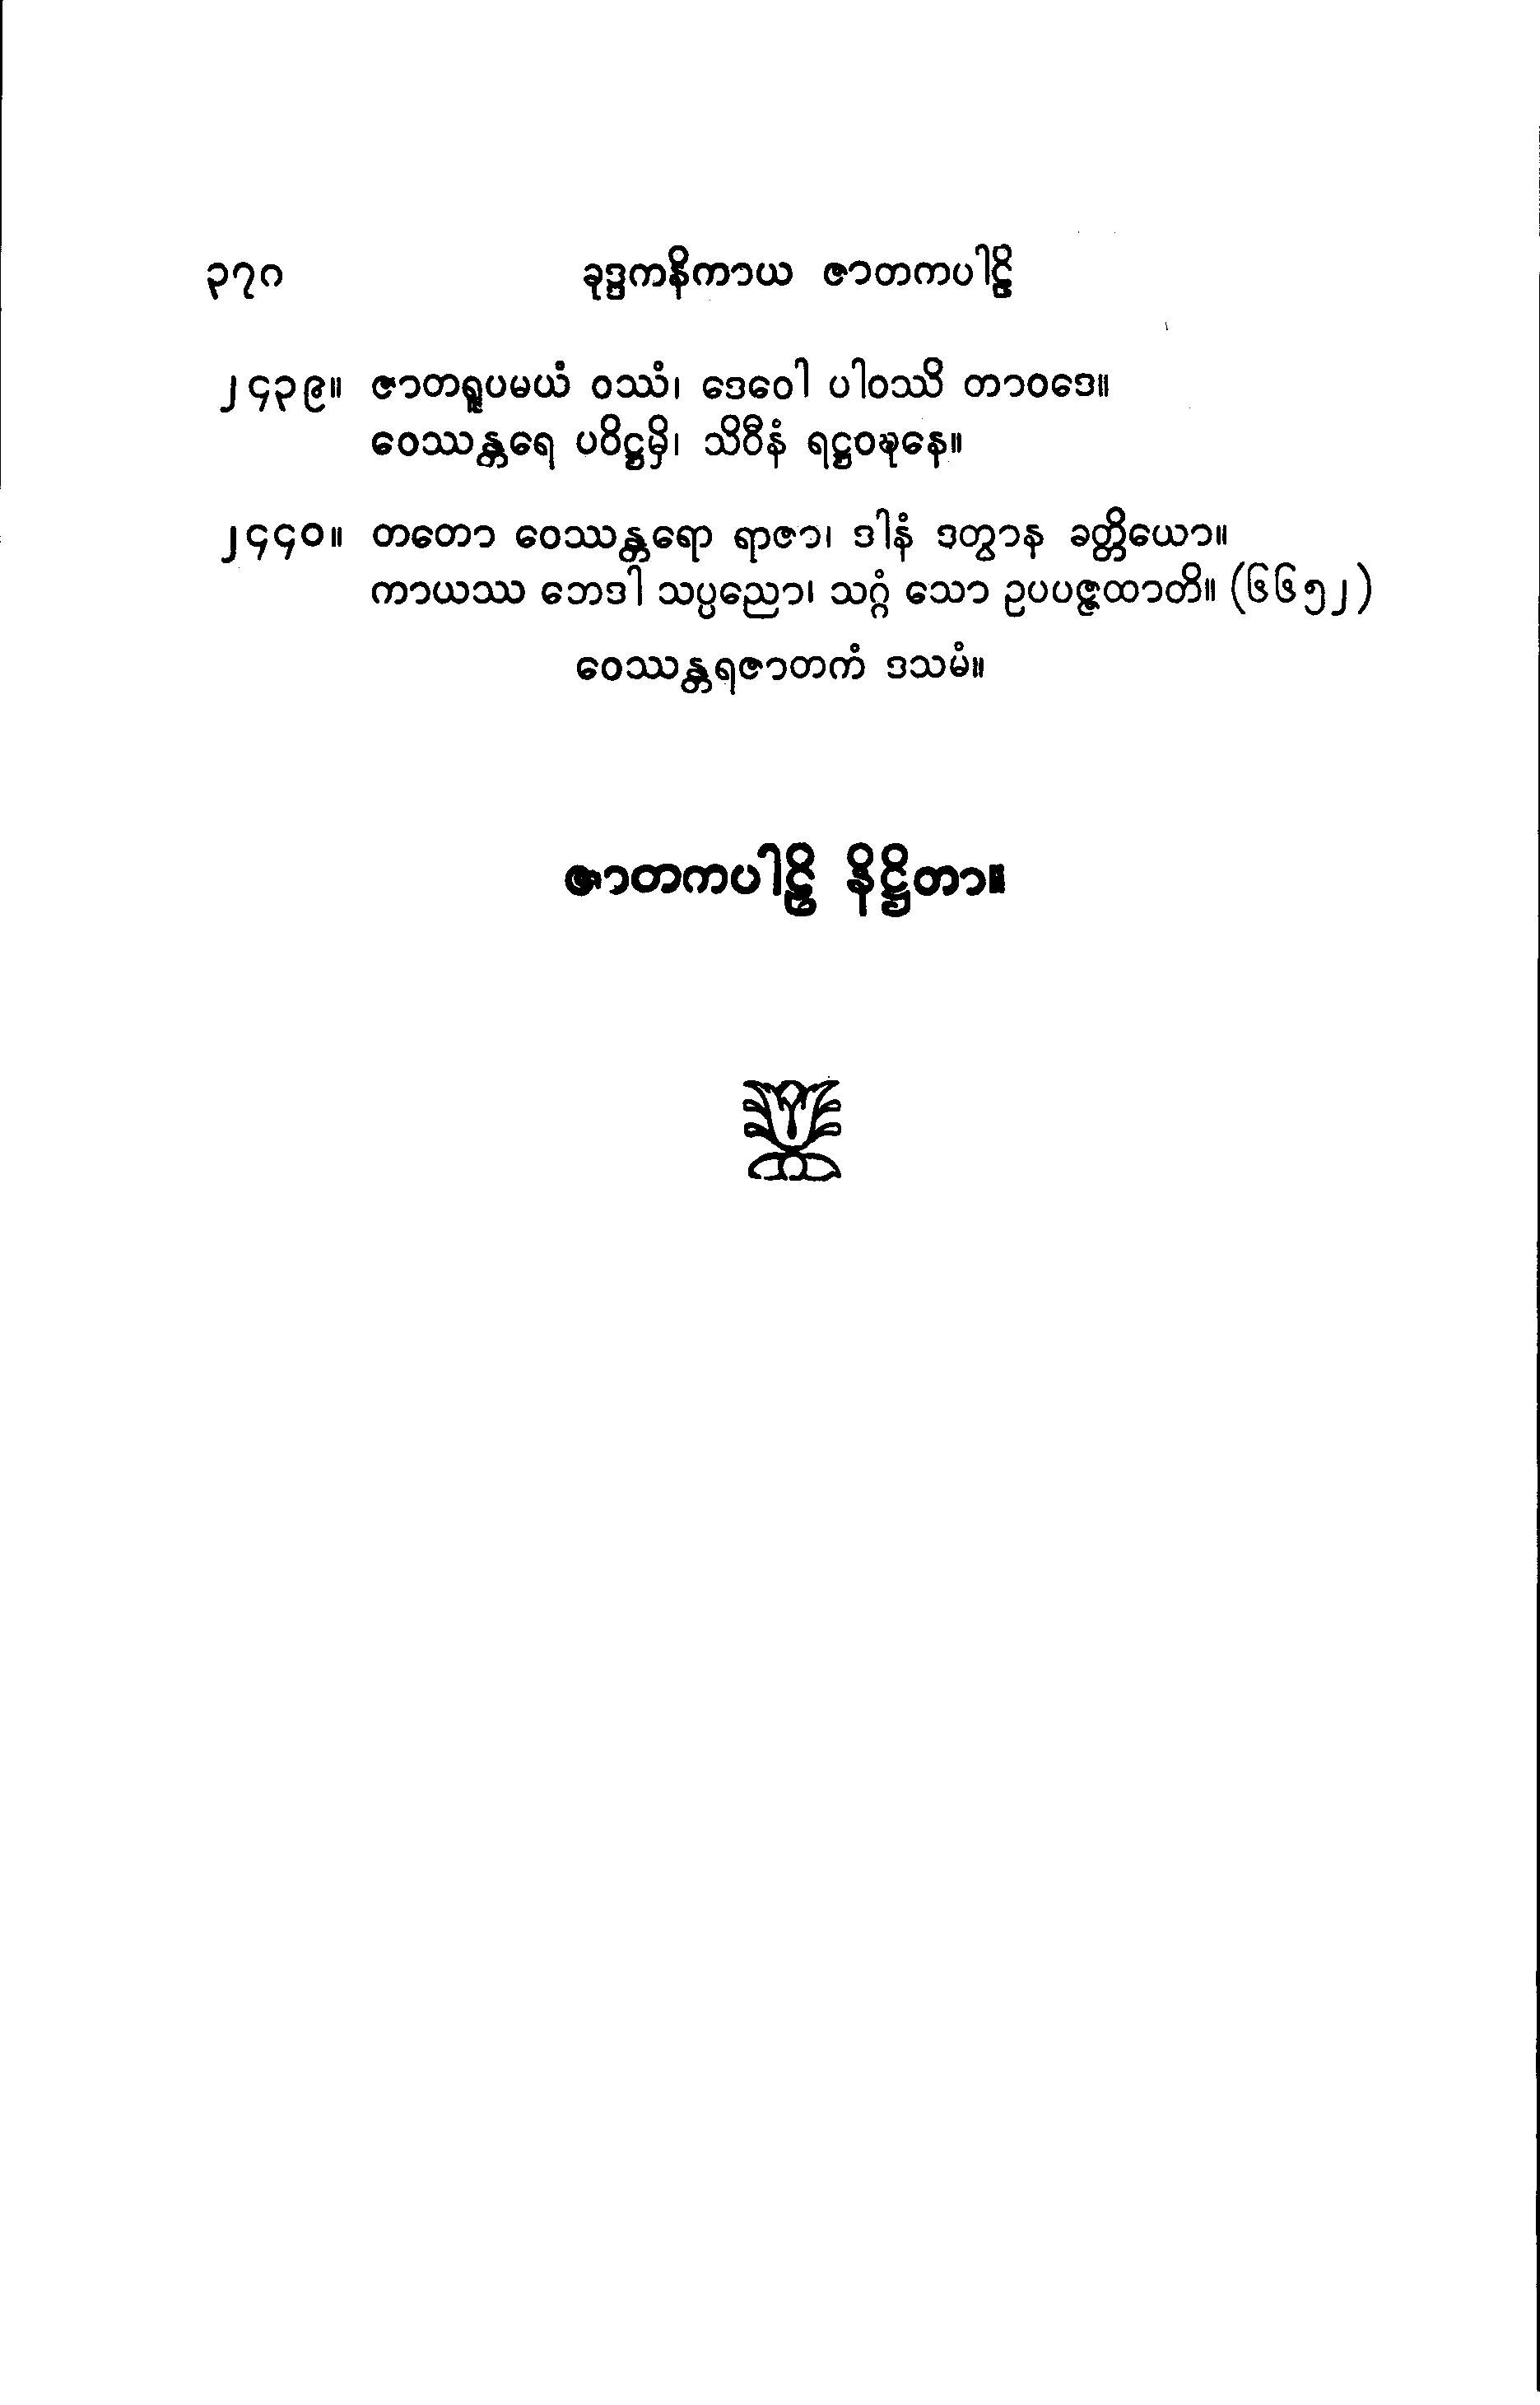 ၃၇၀ ခုဒ္ဒကနိကာယ ဇာတကပါဠိ
၂၄၃၉။ ဇာတရူပမယံ ဝဿံ၊ ဒေဝေါ ပါဝဿိ တာဝဒေ။
ဝေဿန္တရေ ပဝိဋ္ဌမှိ၊ သိဝီနံ ရဋ္ဌဝဍ္ဎနေ။
၂၄၄၀။ တတော ဝေဿန္တရော ရာဇာ၊ ဒါနံ ဒတွာန ခတ္တိယော။
ကာယဿ ဘေဒါ သပ္ပညော၊ သဂ္ဂံ သော ဥပပဇ္ဇထာတိ။ (၆၆၅၂)
ဝေဿန္တရဇာတကံ ဒသမံ။
ဇာတကပါဠိ နိဋ္ဌိတာ။